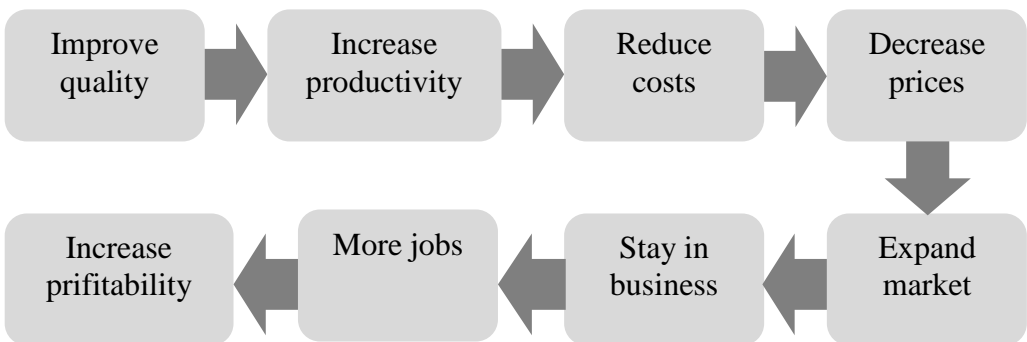 Improve
quality
Increase
productivity
Reduce
costs
Decrease
prices
Expand
market
Stay in
business
More jobs
Increase
prifitability